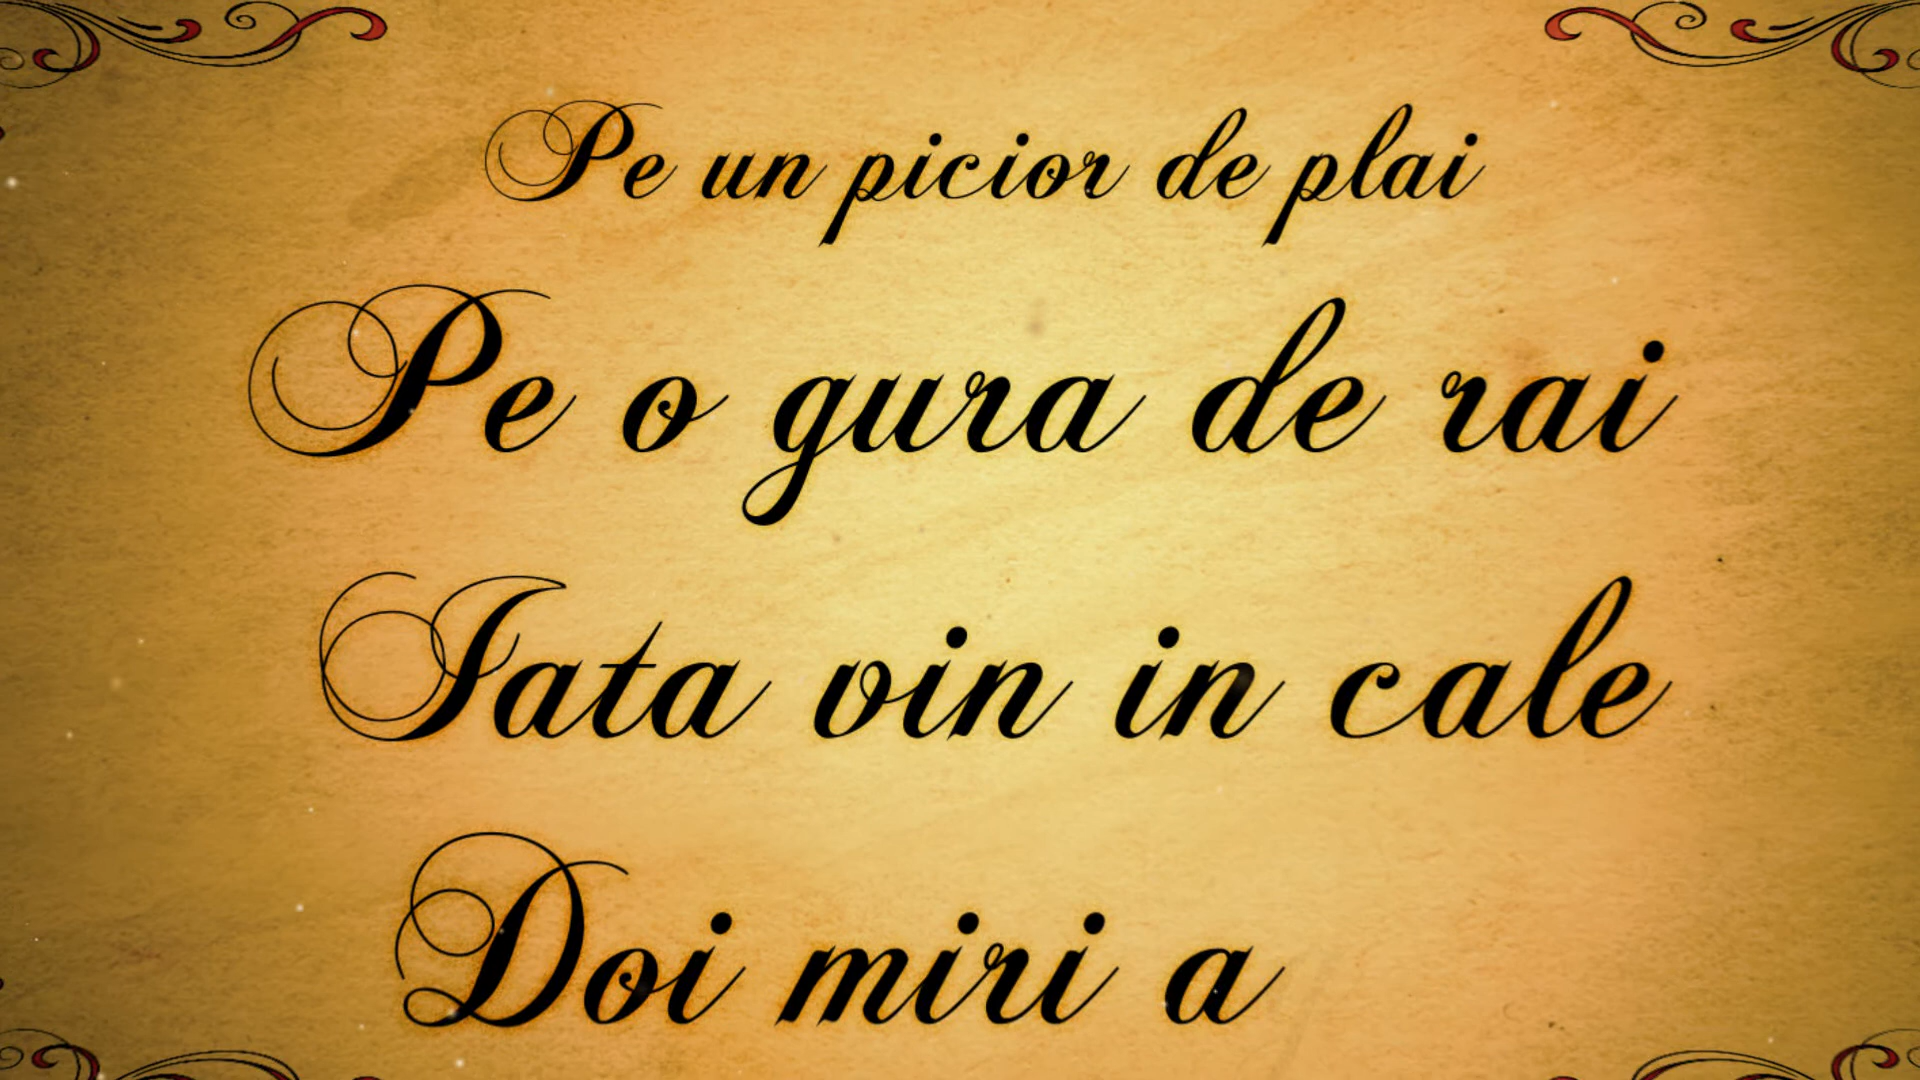 Pe un picior de plai
Pe o gura de rai
Iata vin in cale
Doi miri a